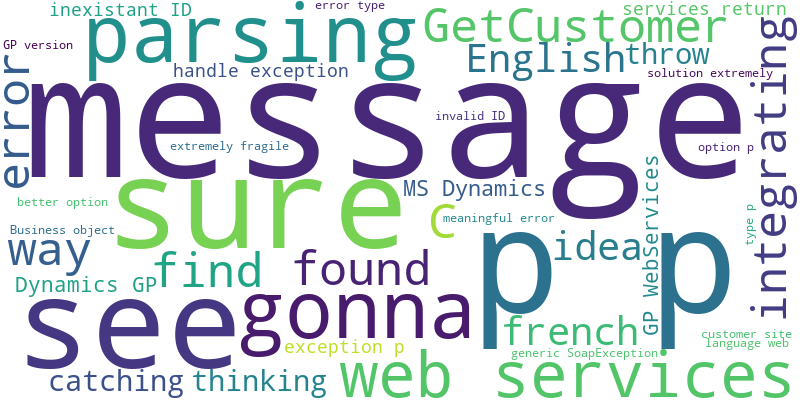 inexistant ID
error type
services return
parsing
GetCustomer
GP version
English
throw
handle exception
solution extremely
integrating
error
message
invalid ID
extremely fragile
option p
sure
MS Dynamics
better option
C
meaningful error
GP WebServices
type p
Business object
way
p p
idea
find
found
Dynamics GP
see
gonna
french
customer site
language web
exception p
generic SoapException
catching
thinking
web services